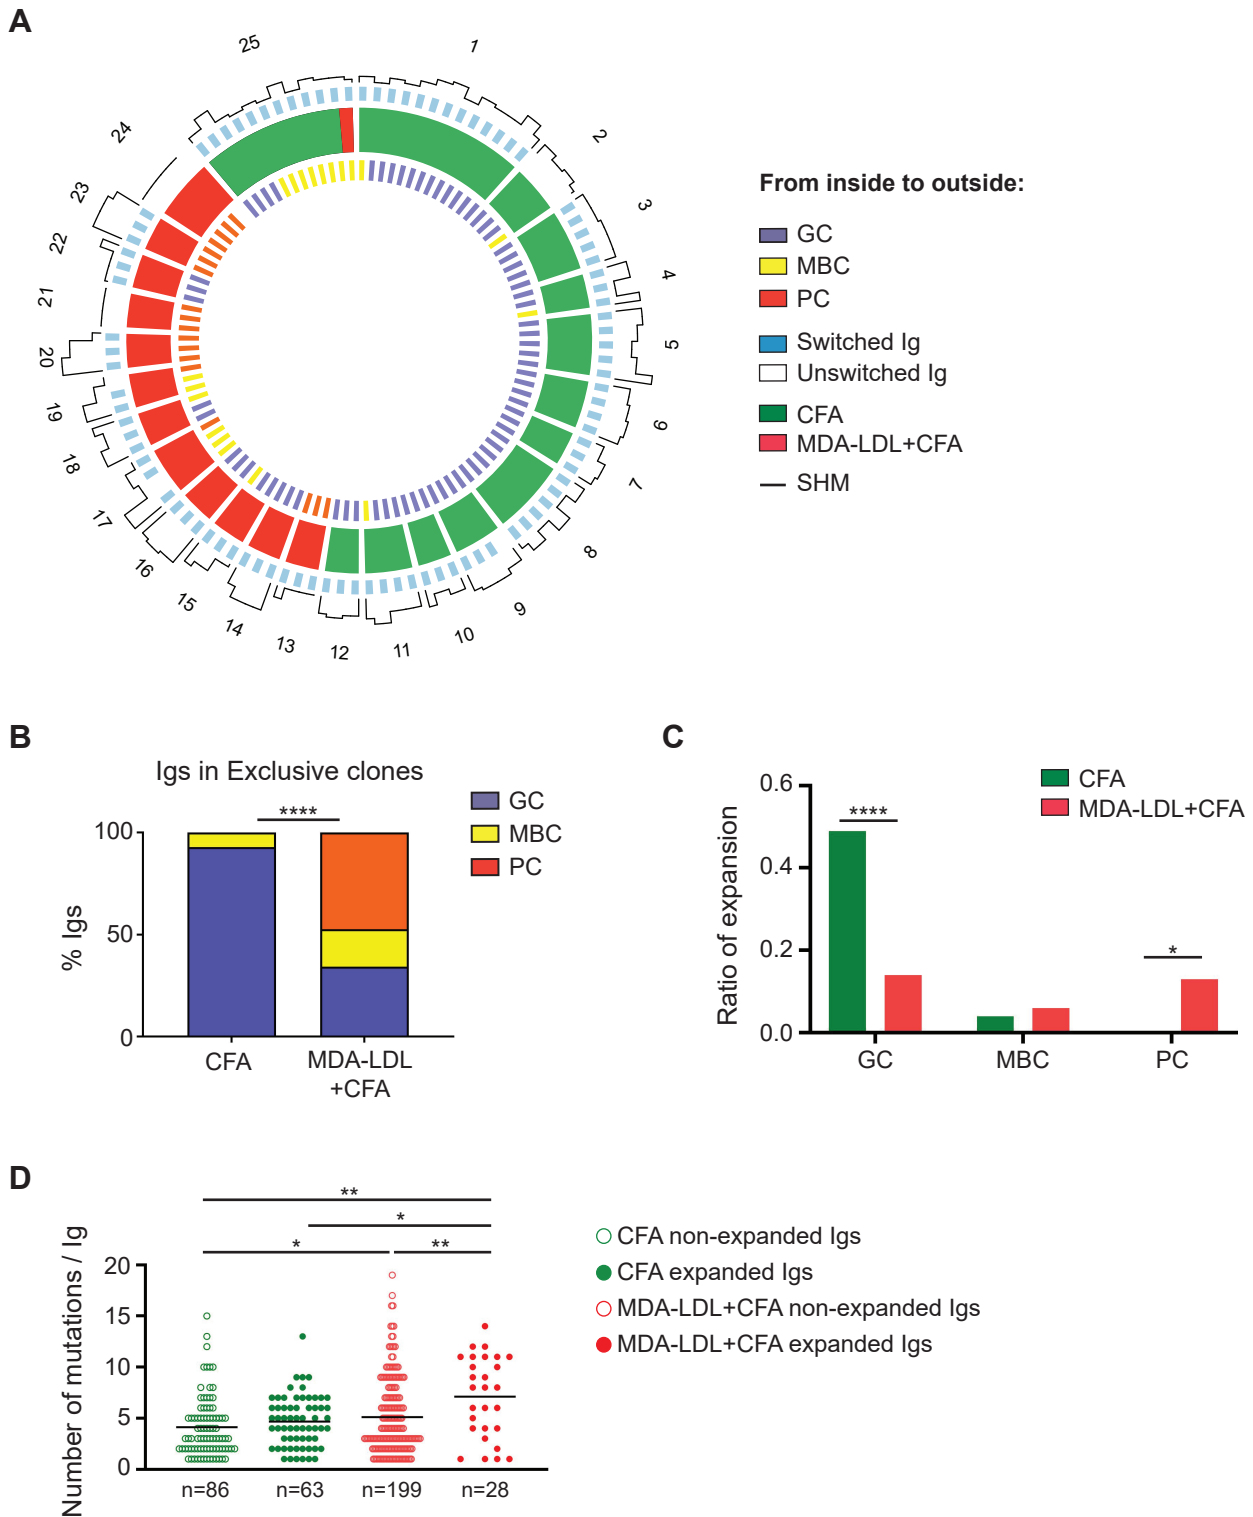 A
25
1
24
2
23
3
22
4
21
5
20
6
19
7
18
8
17
9
16
10
15
11
14
12
13
From inside to outside:
GC
MBC
PC
Switched Ig
Unswitched Ig
CFA
MDA-LDL+CFA
SHM
B
Igs in Exclusive clones
****
GC
MBC
PC
% Igs
100
50
0
CFA
MDA-LDL
+CFA
C
CFA
MDA-LDL+CFA
Ratio of expansion
0.6
0.4
0.2
0.0
****
*
GC
MBC
PC
D
**
*
*
**
Number of mutations / Ig
20
15
10
5
0
n=86
n=63
n=199
n=28
CFA non-expanded Igs
CFA expanded Igs
MDA-LDL+CFA non-expanded Igs
MDA-LDL+CFA expanded Igs